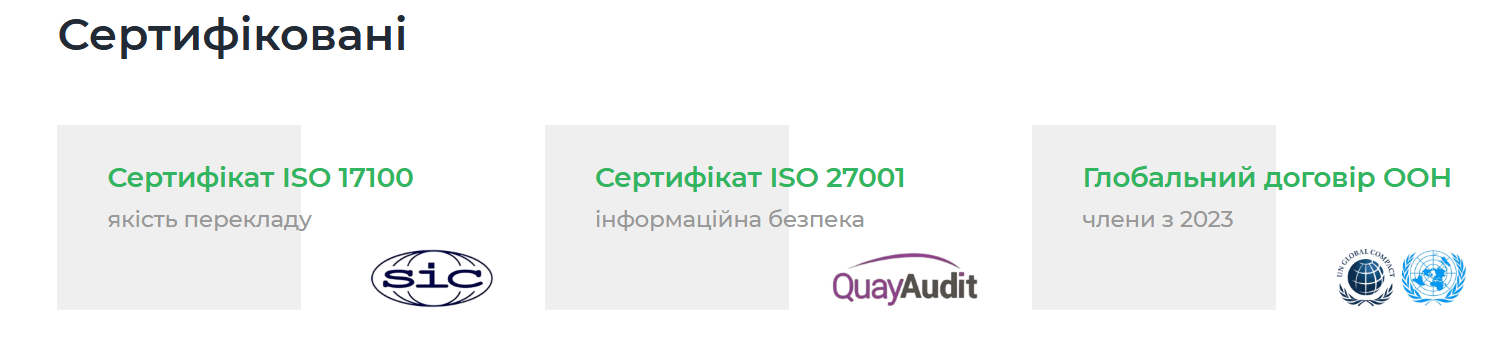 Сертифіковані
Сертифікат ISO 17100
якість перекладу
sic
Сертифікат ISO 27001
інформаційна безпека
QuayAudit
Глобальний договір ООН
члени з 2023
UN GLOBAL COMPACT